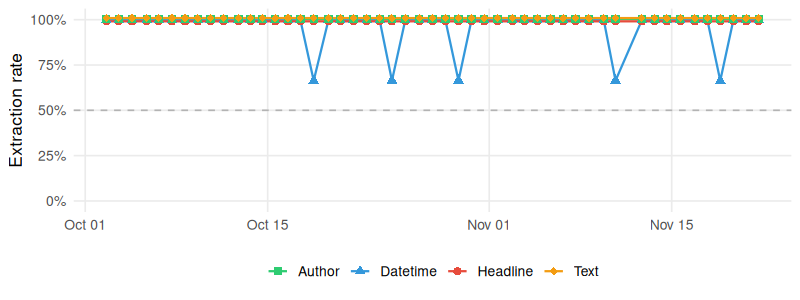 Extraction rate
100%
75%
50%
25%
0%
Oct 01 Oct 15 Nov 01 Nov 15
Author Datetime Headline Text